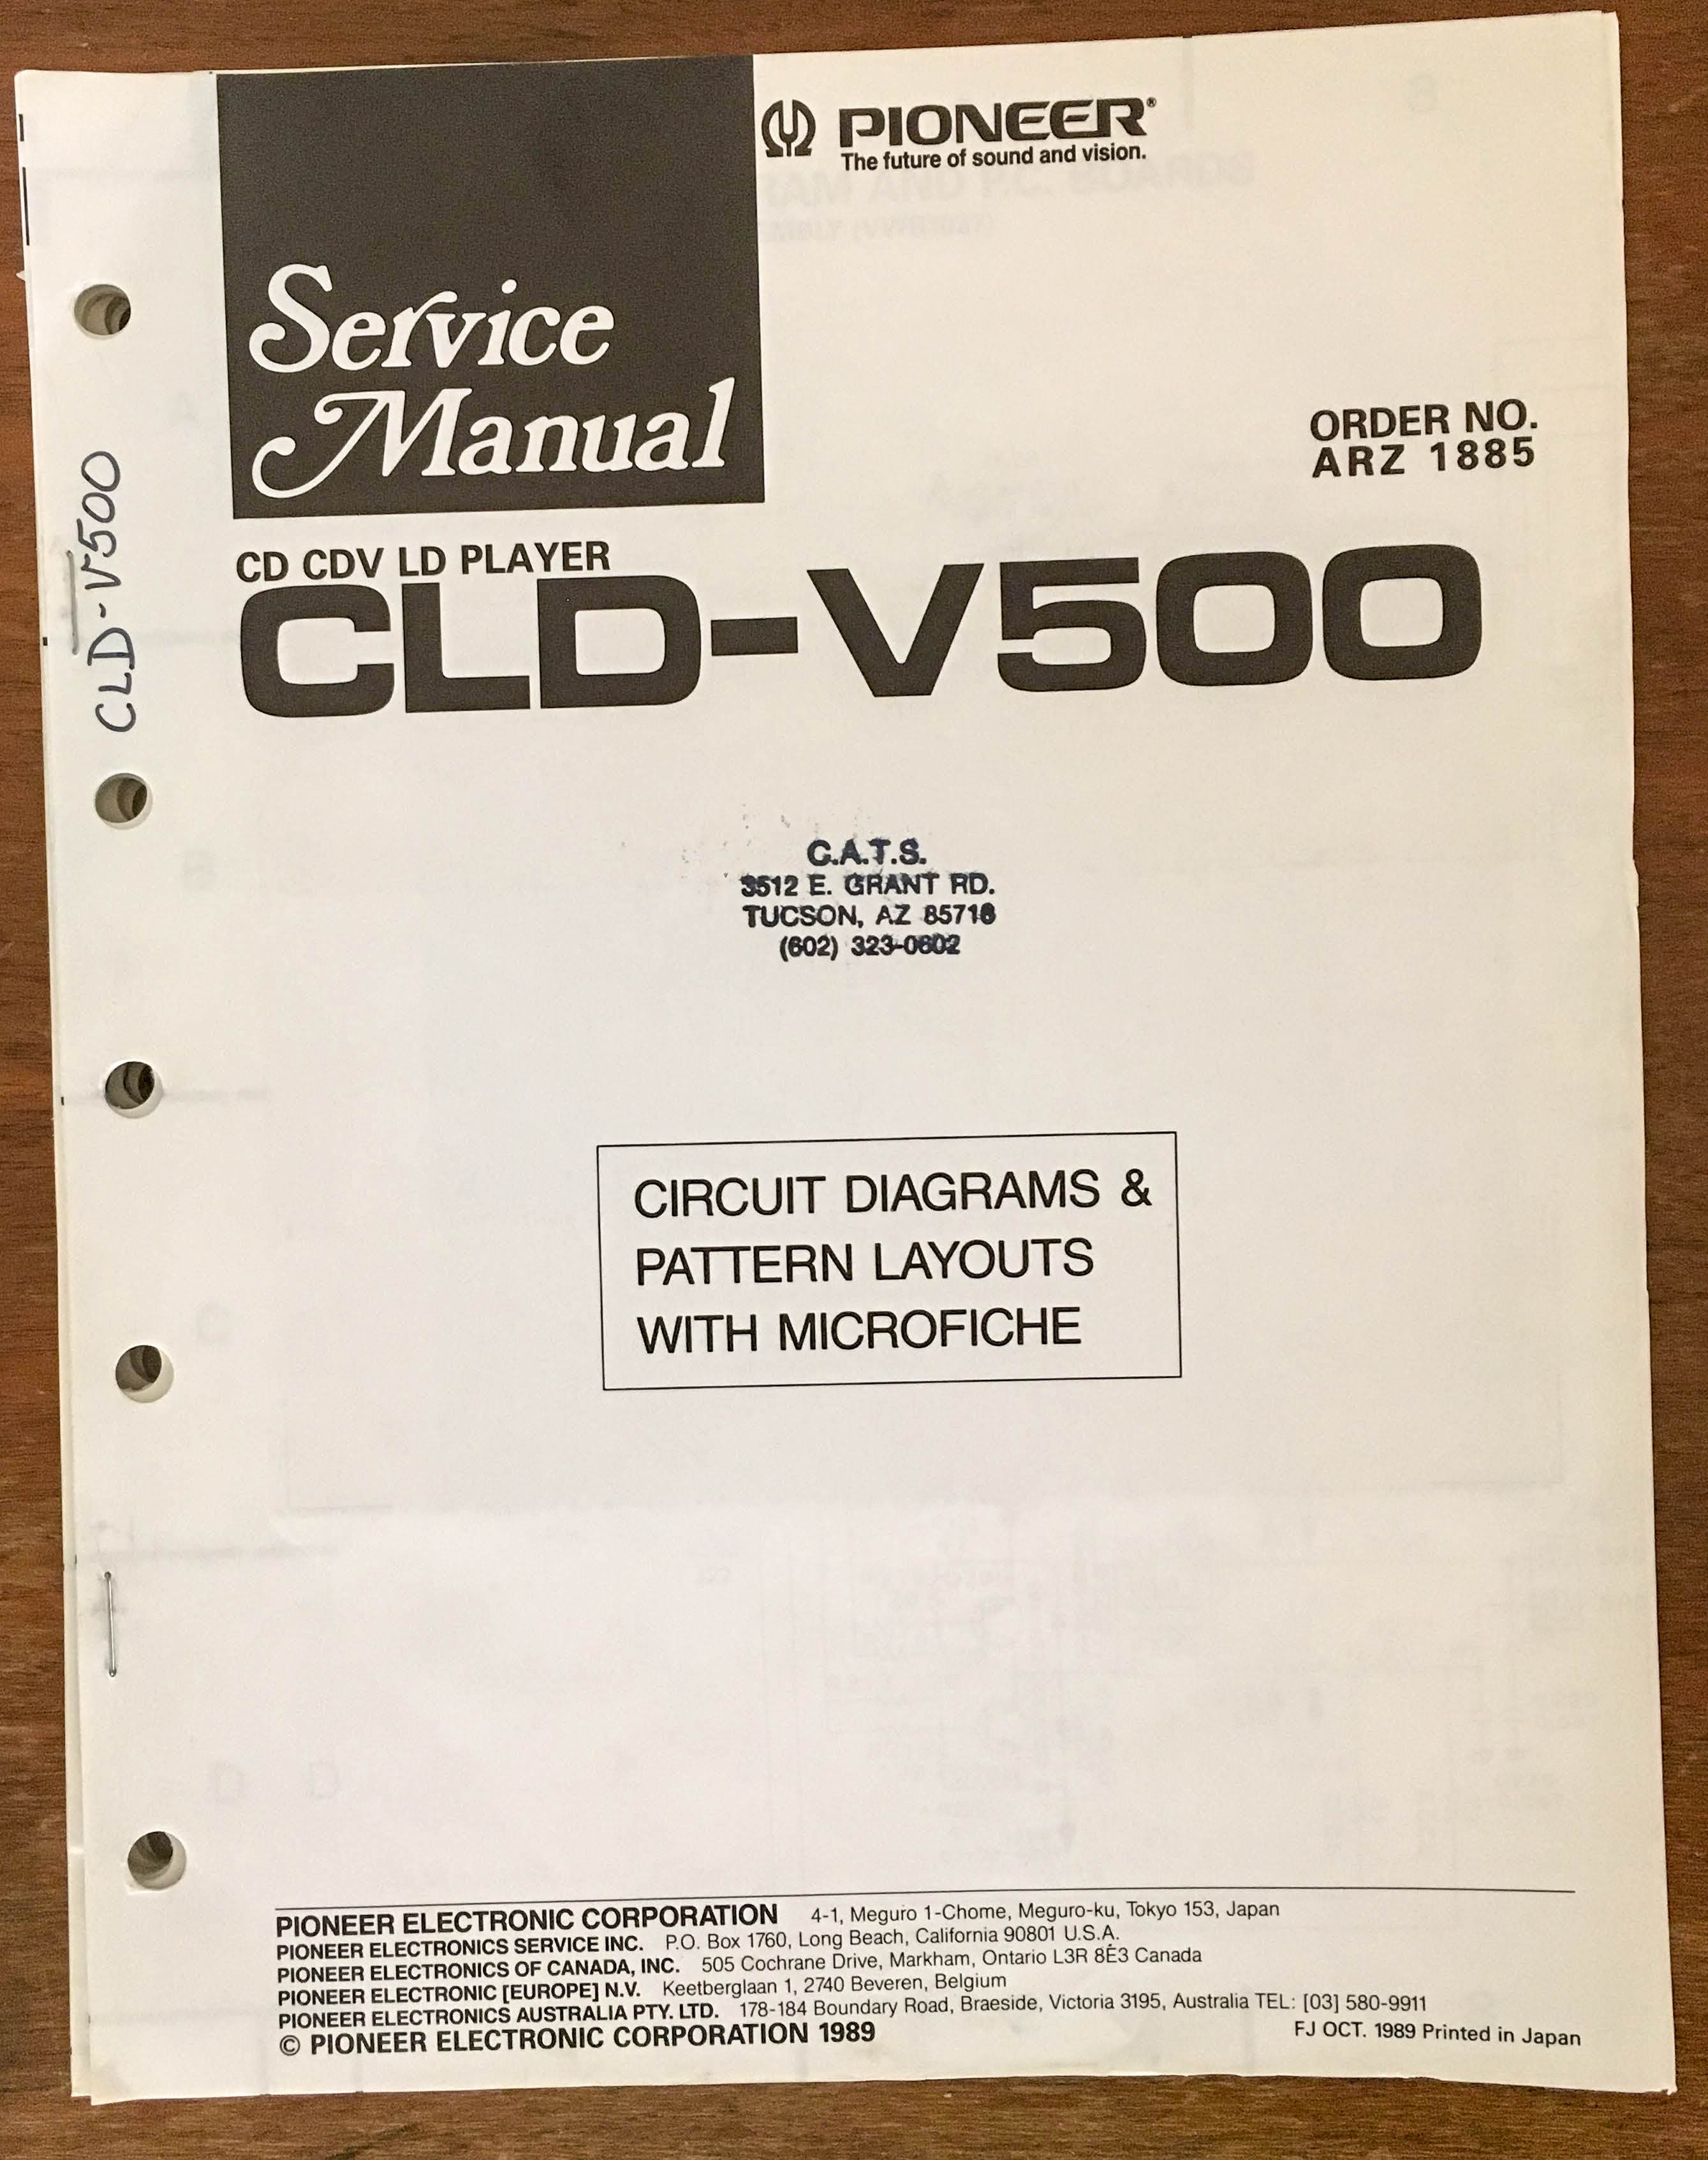 PIONEER®
The future of sound and vision.
Service
Manual
ORDER NO.
ARZ 1885
CD CDV LD PLAYER
CLD-V500
CLD-V500
C.A.T.S.
3512 E. GRANT RD.
TUCSON, AZ 85716
(602) 323-0602
CIRCUIT DIAGRAMS &
PATTERN LAYOUTS
WITH MICROFICHE
PIONEER ELECTRONIC CORPORATION 4-1, Meguro 1-Chome, Meguro-ku, Tokyo 153, Japan
PIONEER ELECTRONICS SERVICE INC. P.O. Box 1760, Long Beach, California 90801 U.S.A.
PIONEER ELECTRONICS OF CANADA, INC. 505 Cochrane Drive, Markham, Ontario L3R 8E3 Canada
PIONEER ELECTRONIC [EUROPE] N.V. Keetberglaan 1, 2740 Beveren, Belgium
PIONEER ELECTRONICS AUSTRALIA PTY. LTD. 178-184 Boundary Road, Braeside, Victoria 3195, Australia TEL: [03] 580-9911
© PIONEER ELECTRONIC CORPORATION 1989
FJ OCT. 1989 Printed in Japan